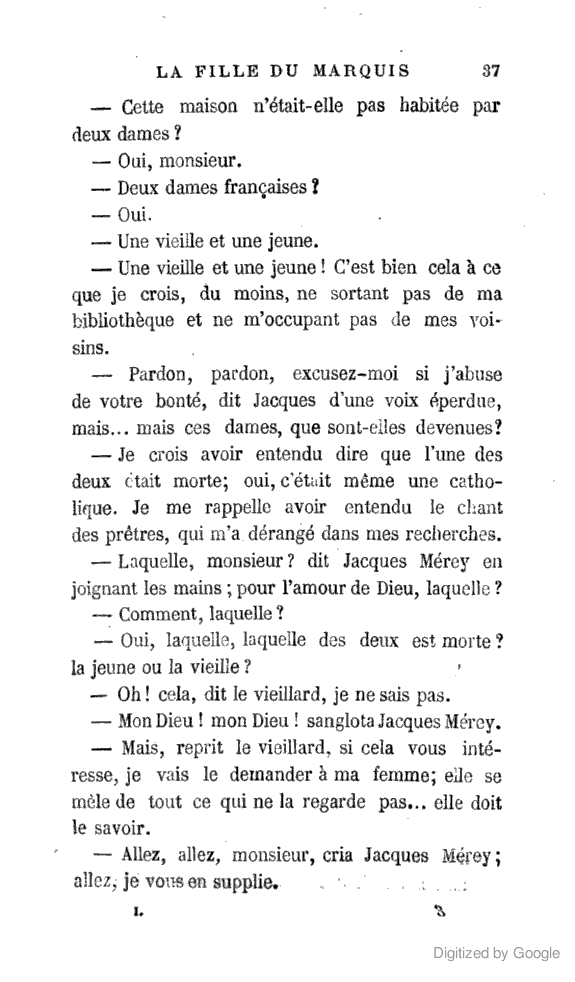 LA FILLE DU MARQUIS 37
— Cette maison n'était-elle pas habitée par
deux dames ?
— Oui, monsieur.
— Deux dames françaises ?
— Oui.
— Une vieille et une jeune.
— Une vieille et une jeune ! C'est bien cela à ce
que je crois, du moins, ne sortant pas de ma
bibliothèque et ne m'occupant pas de mes voi-
sins.
— Pardon, pardon, excusez-moi si j'abuse
de votre bonté, dit Jacques d'une voix éperdue,
mais... mais ces dames, que sont-elles devenues?
— Je crois avoir entendu dire que l'une des
deux était morte; oui, c'était même une catho-
lique. Je me rappelle avoir entendu le chant
des prêtres, qui m'a dérangé dans mes recherches.
— Laquelle, monsieur ? dit Jacques Mérey en
joignant les mains ; pour l'amour de Dieu, laquelle ?
— Comment, laquelle ?
— Oui, laquelle, laquelle des deux est morte ?
la jeune ou la vieille ?
— Oh ! cela, dit le vieillard, je ne sais pas.
— Mon Dieu ! mon Dieu ! sanglota Jacques Mérey.
— Mais, reprit le vieillard, si cela vous inté-
resse, je vais le demander à ma femme; elle se
mêle de tout ce qui ne la regarde pas... elle doit
le savoir.
— Allez, allez, monsieur, cria Jacques Mérey ;
allez, je vous en supplie.
I. 3
Digitized by Google